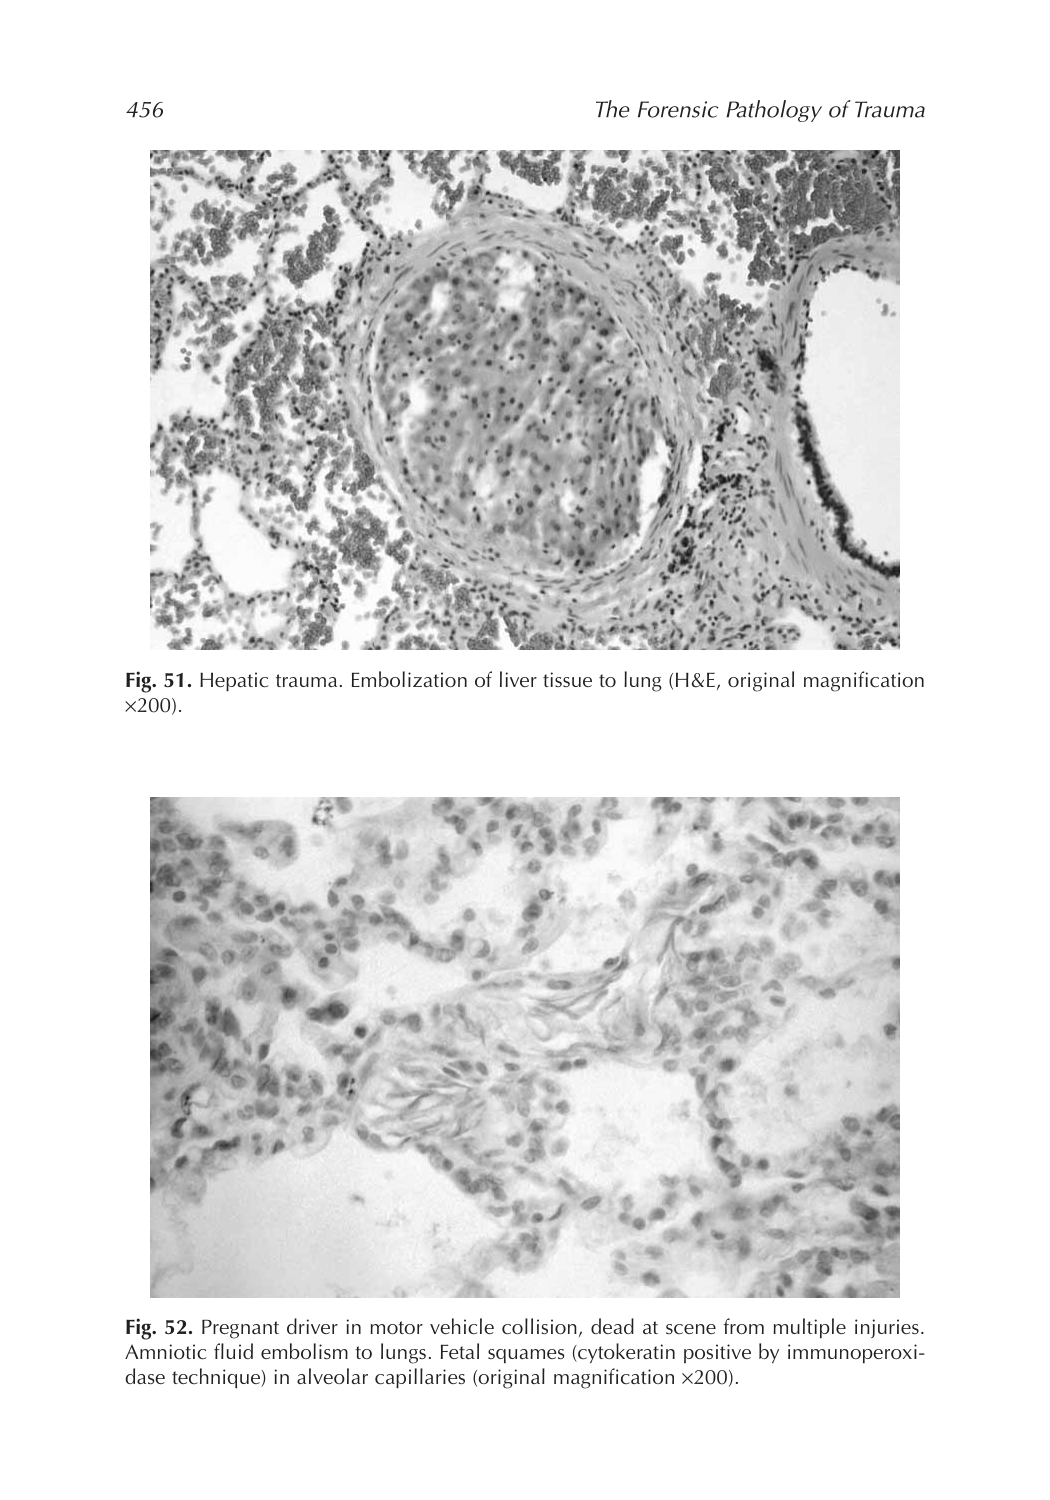 456
The Forensic Pathology of Trauma
Fig. 51. Hepatic trauma. Embolization of liver tissue to lung (H&E, original magnification
×200).
Fig. 52. Pregnant driver in motor vehicle collision, dead at scene from multiple injuries.
Amniotic fluid embolism to lungs. Fetal squames (cytokeratin positive by immunoperoxi-
dase technique) in alveolar capillaries (original magnification ×200).